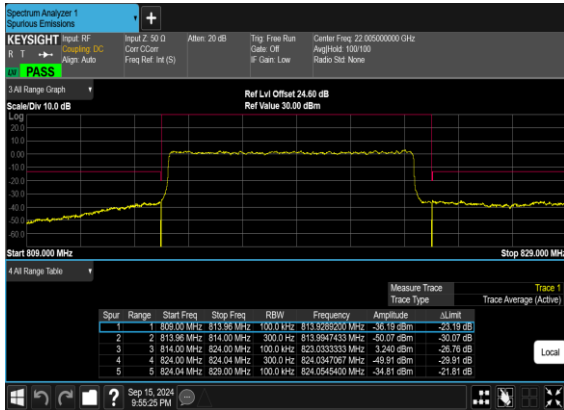 Spectrum Analyzer 1
Spurious Emissions
KEYSIGHT Input: RF Input Z: 50 Ω Atten: 20 dB Trig: Free Run Center Freq: 22.005000000 GHz
R T Coupling: DC Corr CCorr Gate: Off Avg|Hold: 100/100
Align: Auto Freq Ref: Int (S) IF Gain: Low Radio Std: None
PASS
3 All Range Graph
Ref Lvl Offset 24.60 dB
Scale/Div 10.0 dB Ref Value 30.00 dBm
Log
20.0
10.0
0.00
-10.0
-20.0
-30.0
-40.0
-50.0
-60.0
Start 809.000 MHz Stop 829.000 MHz
4 All Range Table
Measure Trace Trace 1
Trace Type Trace Average (Active)
Spur Range Start Freq Stop Freq RBW Frequency Amplitude ΔLimit
1 1 809.00 MHz 813.96 MHz 100.0 kHz 813.9289200 MHz -36.19 dBm -23.19 dB
2 2 813.96 MHz 814.00 MHz 300.0 Hz 813.9947433 MHz -50.07 dBm -30.07 dB
3 3 814.00 MHz 824.00 MHz 100.0 kHz 823.0333333 MHz 3.240 dBm -26.76 dB
4 4 824.00 MHz 824.04 MHz 300.0 Hz 824.0347067 MHz -49.91 dBm -29.91 dB
5 5 824.04 MHz 829.00 MHz 100.0 kHz 824.0545400 MHz -34.81 dBm -21.81 dB
Local
Sep 15, 2024
9:55:25 PM